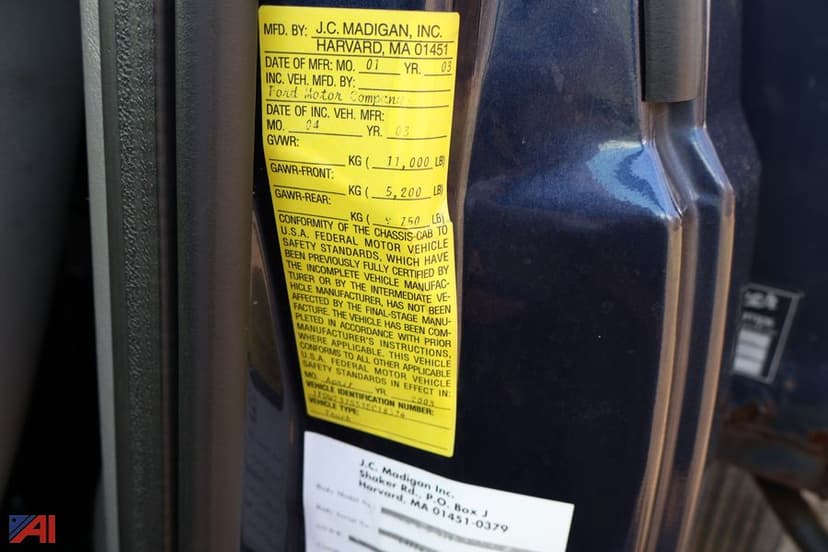 MFD. BY: J.C. MADIGAN, INC.
HARVARD, MA 01451
DATE OF MFR: MO. 01 YR. 03
INC. VEH. MFD. BY:
Ford Motor Company
DATE OF INC. VEH. MFR:
MO. 04 YR. 03
GVWR:
KG ( 11,000 LB)
GAWR-FRONT:
KG ( 5,200 LB)
GAWR-REAR:
KG ( 750 LB)
CONFORMITY OF THE CHASSIS-CAB TO
U.S.A. FEDERAL MOTOR VEHICLE
SAFETY STANDARDS, WHICH HAVE
BEEN PREVIOUSLY FULLY CERTIFIED BY
THE INCOMPLETE VEHICLE MANUFAC-
TURER OR BY THE INTERMEDIATE VE-
HICLE MANUFACTURER, HAS NOT BEEN
AFFECTED BY THE FINAL-STAGE MANU-
FACTURE. THE VEHICLE HAS BEEN COM-
PLETED IN ACCORDANCE WITH PRIOR
MANUFACTURER'S INSTRUCTIONS,
WHERE APPLICABLE. THIS VEHICLE
CONFORMS TO ALL OTHER APPLICABLE
U.S.A. FEDERAL MOTOR VEHICLE
SAFETY STANDARDS IN EFFECT IN:
MO. April YR. 2003
VEHICLE IDENTIFICATION NUMBER:
VEHICLE TYPE:
Truck
J.C. Madigan Inc.
Shaker Rd., P.O. Box J
Harvard, MA 01451-0379
AI